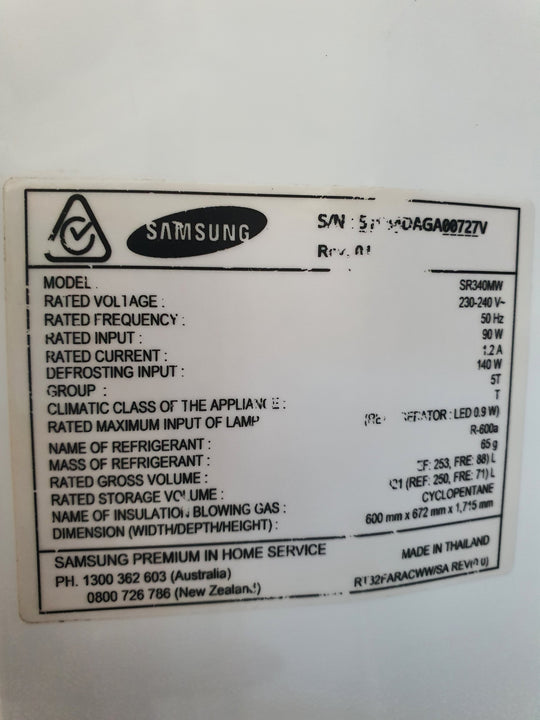 SAMSUNG
S/N :
MODEL : SR340MW
RATED VOLTAGE : 230-240 V~
RATED FREQUENCY : 50 Hz
RATED INPUT : 90 W
RATED CURRENT : 1.2 A
DEFROSTING INPUT : 140 W
GROUP : 5T
CLIMATIC CLASS OF THE APPLIANCE : T
RATED MAXIMUM INPUT OF LAMP : LED 0.9 W)
NAME OF REFRIGERANT : R-600a
MASS OF REFRIGERANT : 65 g
RATED GROSS VOLUME : 253, FRE: 88) L
RATED STORAGE VOLUME : (REF: 250, FRE: 71) L
NAME OF INSULATION BLOWING GAS : CYCLOPENTANE
DIMENSION (WIDTH/DEPTH/HEIGHT) : 600 mm x 672 mm x 1,715 mm
SAMSUNG PREMIUM IN HOME SERVICE
PH. 1300 362 603 (Australia)
0800 726 786 (New Zealand)
MADE IN THAILAND